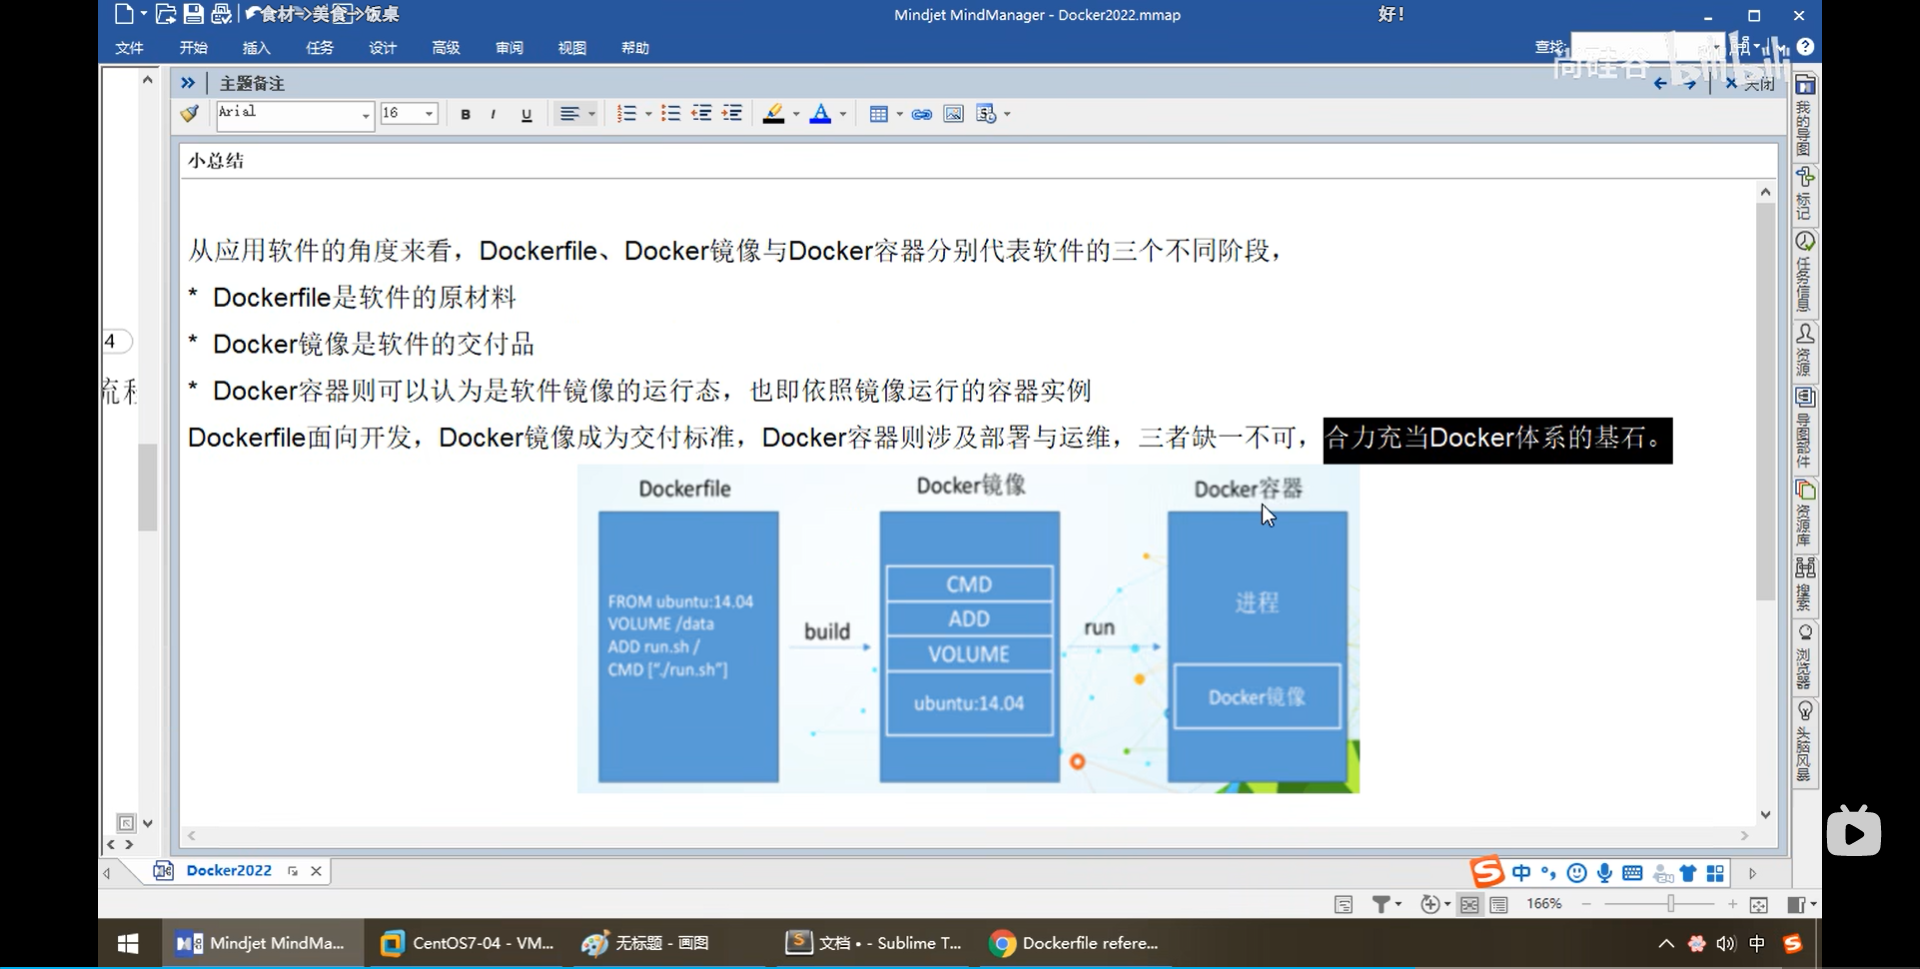 食材->美食->饭桌
Mindjet MindManager - Docker2022.mmap
好!
文件 开始 插入 任务 设计 高级 审阅 视图 帮助
查找:
尚硅谷 bilibili
主题备注
关闭
Arial 16 B I U
小总结
从应用软件的角度来看，Dockerfile、Docker镜像与Docker容器分别代表软件的三个不同阶段，
* Dockerfile是软件的原材料
* Docker镜像是软件的交付品
4
* Docker容器则可以认为是软件镜像的运行态，也即依照镜像运行的容器实例
流程
Dockerfile面向开发，Docker镜像成为交付标准，Docker容器则涉及部署与运维，三者缺一不可，合力充当Docker体系的基石。
Dockerfile
FROM ubuntu:14.04
VOLUME /data
ADD run.sh /
CMD ["./run.sh"]
build
Docker镜像
CMD
ADD
VOLUME
ubuntu:14.04
run
Docker容器
进程
Docker镜像
我的导图
标记
任务信息
资源
导图部件
资源库
搜索
浏览器
头脑风暴
Docker2022
中
166%
Mindjet MindMa...
CentOS7-04 - VM...
无标题 - 画图
文档 • - Sublime T...
Dockerfile refere...
中